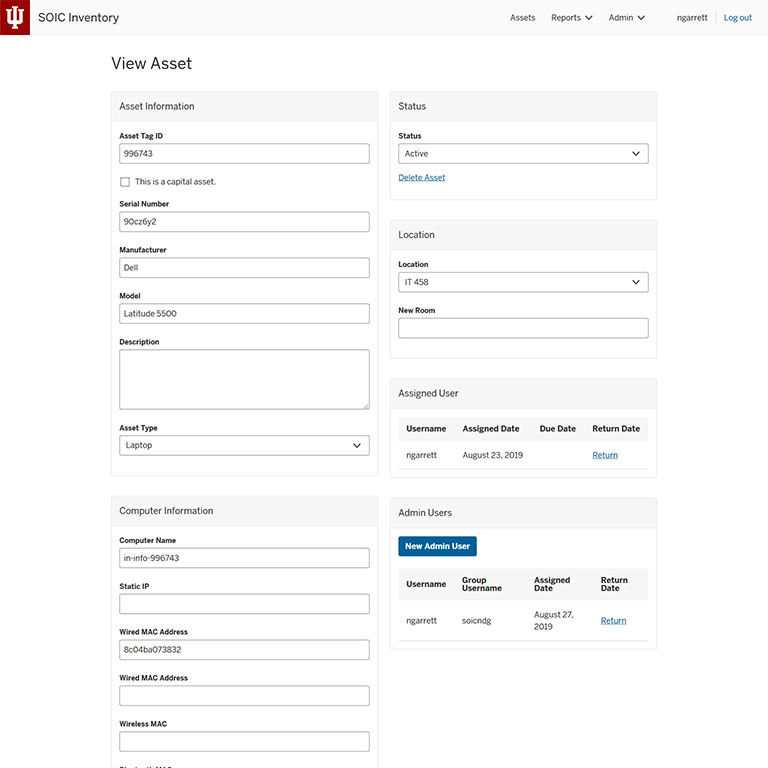 SOIC Inventory
Assets Reports Admin ngarrett Log out
View Asset
Asset Information
Asset Tag ID
996743
This is a capital asset.
Serial Number
90cz6y2
Manufacturer
Dell
Model
Latitude 5500
Description
Asset Type
Laptop
Computer Information
Computer Name
in-info-996743
Static IP
Wired MAC Address
8c04ba073832
Wired MAC Address
Wireless MAC
Status
Status
Active
Delete Asset
Location
Location
IT 458
New Room
Assigned User
Username Assigned Date Due Date Return Date
ngarrett August 23, 2019 Return
Admin Users
New Admin User
Username Group Username Assigned Date Return Date
ngarrett soicndg August 27, 2019 Return